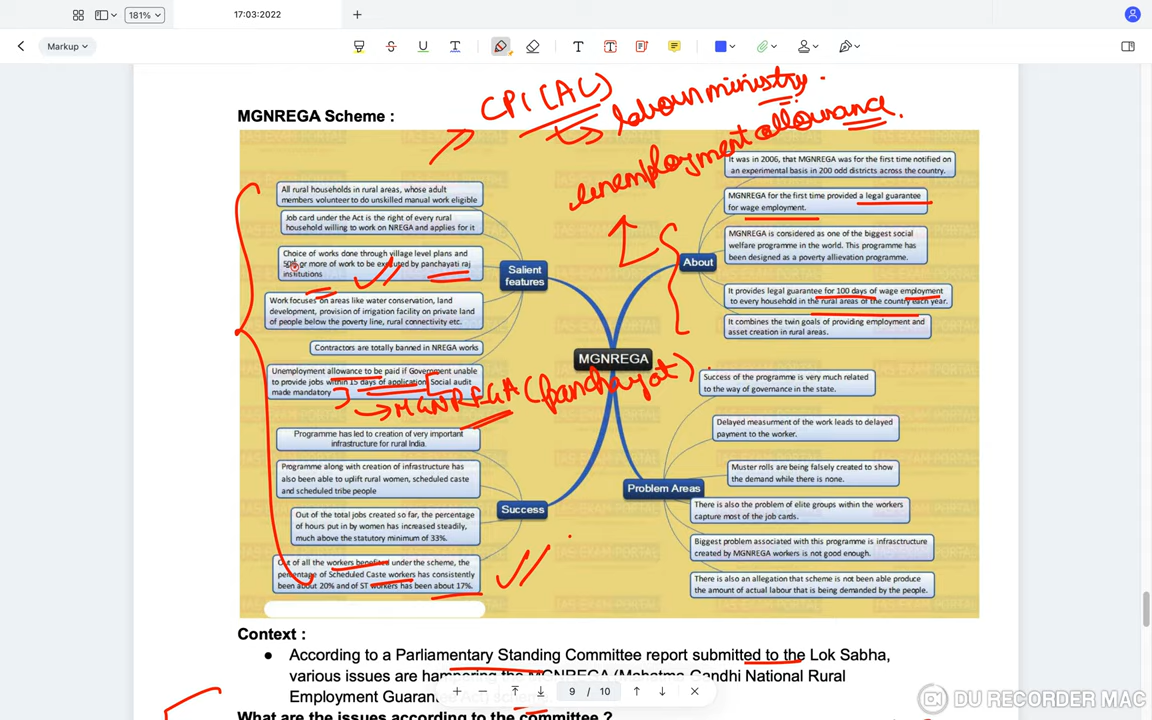 181%
17:03:2022
Markup
MGNREGA Scheme :
CPI (AL)
labour ministry.
unemployment allowance.
All rural households in rural areas, whose adult
members volunteer to do unskilled manual work eligible
Job card under the Act is the right of every rural
household willing to work on NREGA and applies for it
Choice of works done through village level plans and
or more of work to be executed by panchayati raj
institutions
Work focuses on areas like water conservation, land
development, provision of irrigation facility on private land
of people below the poverty line, rural connectivity etc.
Contractors are totally banned in NREGA works
Unemployment allowance to be paid if Government unable
to provide jobs within 15 days of application. Social audit
made mandatory
MGNREGA (panchayat)
Salient
features
About
It was in 2006, that MGNREGA was for the first time notified on
an experimental basis in 200 odd districts across the country.
MGNREGA for the first time provided a legal guarantee
for wage employment.
MGNREGA is considered as one of the biggest social
welfare programme in the world. This programme has
been designed as a poverty allievation programme.
It provides legal guarantee for 100 days of wage employment
to every household in the rural areas of the country each year.
It combines the twin goals of providing employment and
asset creation in rural areas.
MGNREGA
Programme has led to creation of very important
infrastructure for rural India.
Programme along with creation of infrastructure has
also been able to uplift rural women, scheduled caste
and scheduled tribe people
Out of the total jobs created so far, the percentage
of hours put in by women has increased steadily,
much above the statutory minimum of 33%.
Out of all the workers benefited under the scheme, the
percentage of Scheduled Caste workers has consistently
been about 20% and of ST workers has been about 17%.
Success
Problem Areas
Success of the programme is very much related
to the way of governance in the state.
Delayed measurment of the work leads to delayed
payment to the worker.
Muster rolls are being falsely created to show
the demand while there is none.
There is also the problem of elite groups within the workers
capture most of the job cards.
Biggest problem associated with this programme is infrasctructure
created by MGNREGA workers is not good enough.
There is also an allegation that scheme is not been able produce
the amount of actual labour that is being demanded by the people.
Context :
● According to a Parliamentary Standing Committee report submitted to the Lok Sabha,
various issues are hampering the MGNREGA (Mahatma Gandhi National Rural
Employment Guarantee Act) scheme.
9 / 10
What are the issues according to the committee ?
DU RECORDER MAC